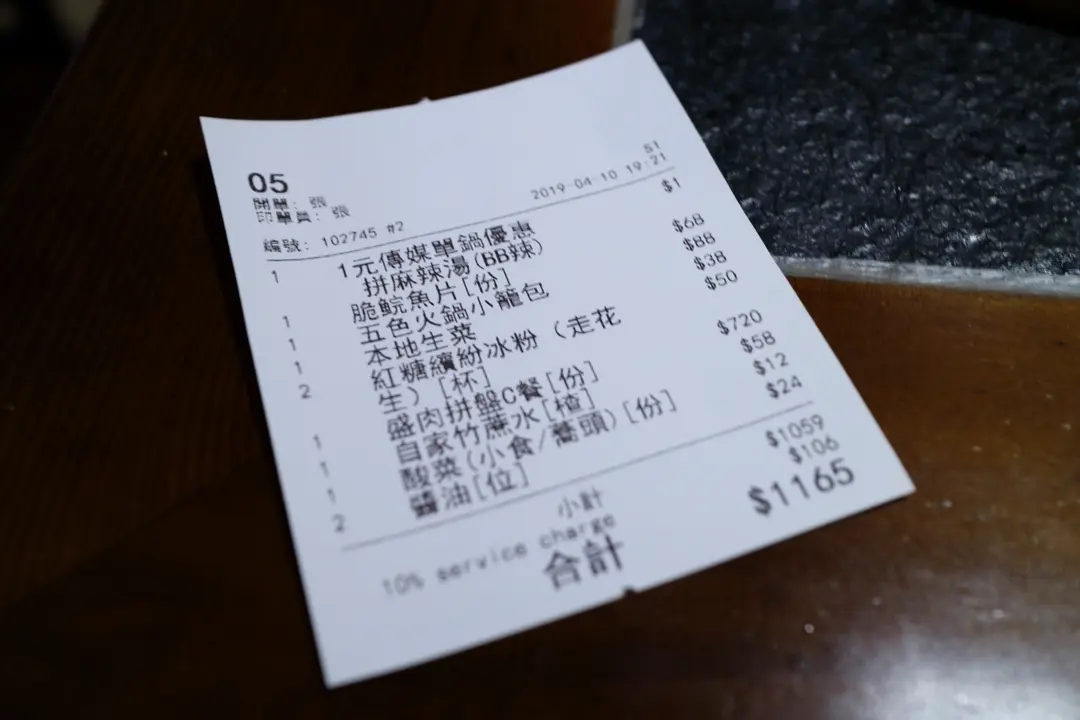 05
開單: 張
印單員: 張 2019-04-10 19:21
編號: 102745 #2
1 1元傳媒單鍋優惠 $1
拼麻辣湯(BB辣)
1 脆鯇魚片[份] $68
1 五色火鍋小籠包 $88
1 本地生菜 $38
2 紅糖繽紛冰粉（走花 $50
生）[杯]
1 盛肉拼盤C餐[份] $720
1 自家竹蔗水[楂] $58
1 酸菜(小食/蕎頭)[份] $12
2 醬油[位] $24
小計 $1059
10% service charge $106
合計 $1165